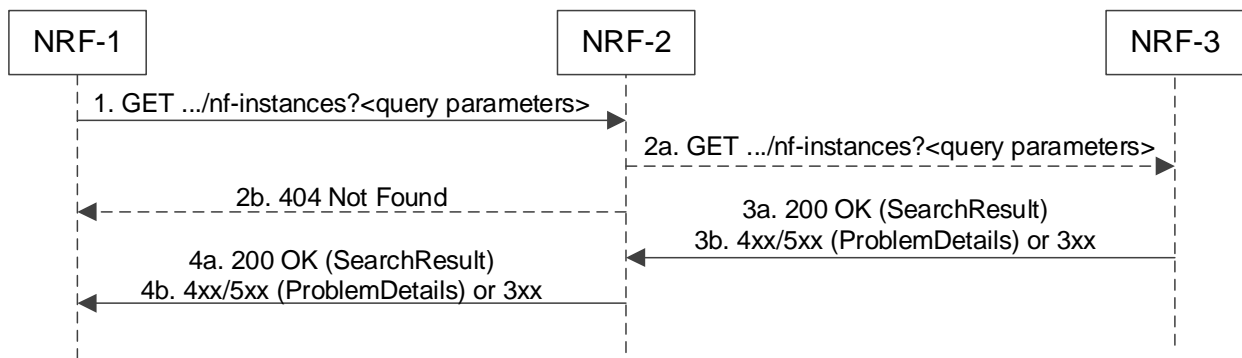 NRF-1
NRF-2
NRF-3
1. GET .../nf-instances?<query parameters>
2a. GET .../nf-instances?<query parameters>
2b. 404 Not Found
3a. 200 OK (SearchResult)
3b. 4xx/5xx (ProblemDetails) or 3xx
4a. 200 OK (SearchResult)
4b. 4xx/5xx (ProblemDetails) or 3xx